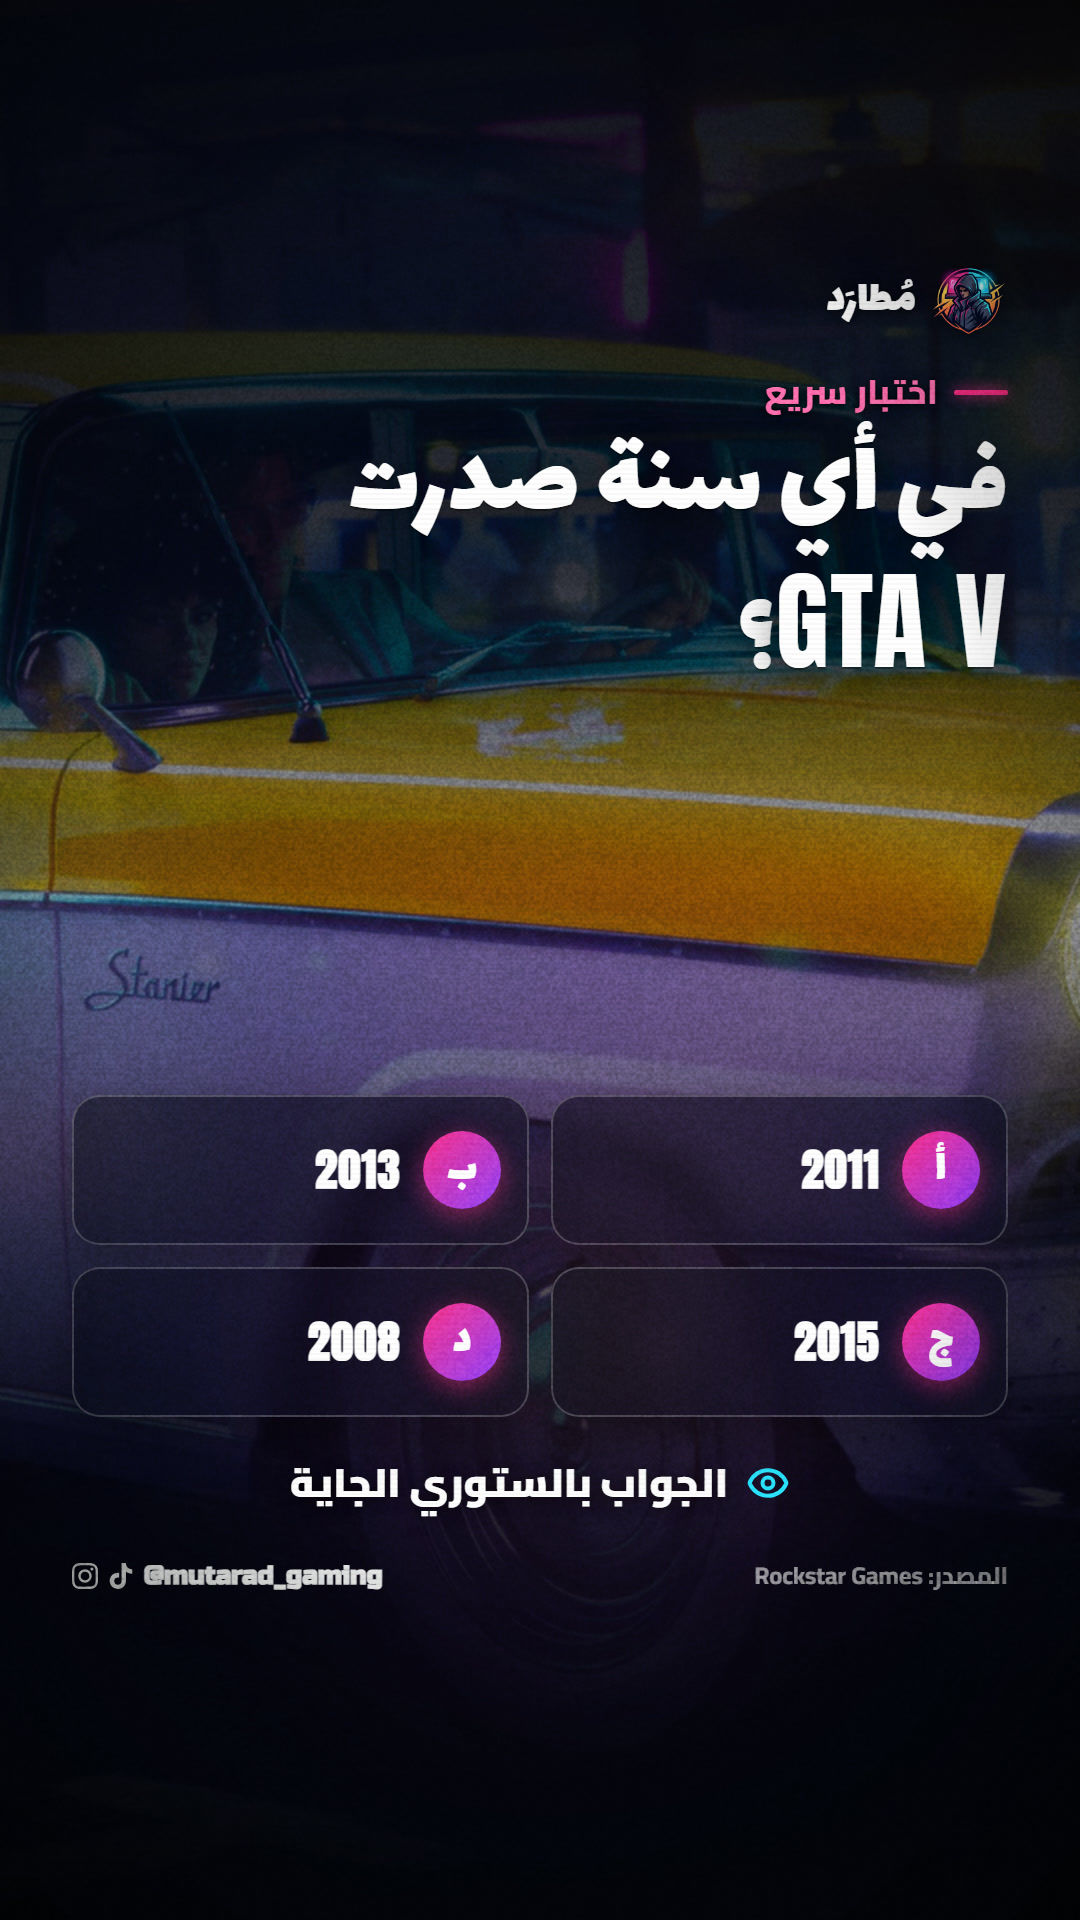 مُطارَد
اختبار سريع
في أي سنة صدرت
GTA V؟
أ 2011
ب 2013
ج 2015
د 2008
الجواب بالستوري الجاية
المصدر: Rockstar Games
@mutarad_gaming
Stanier